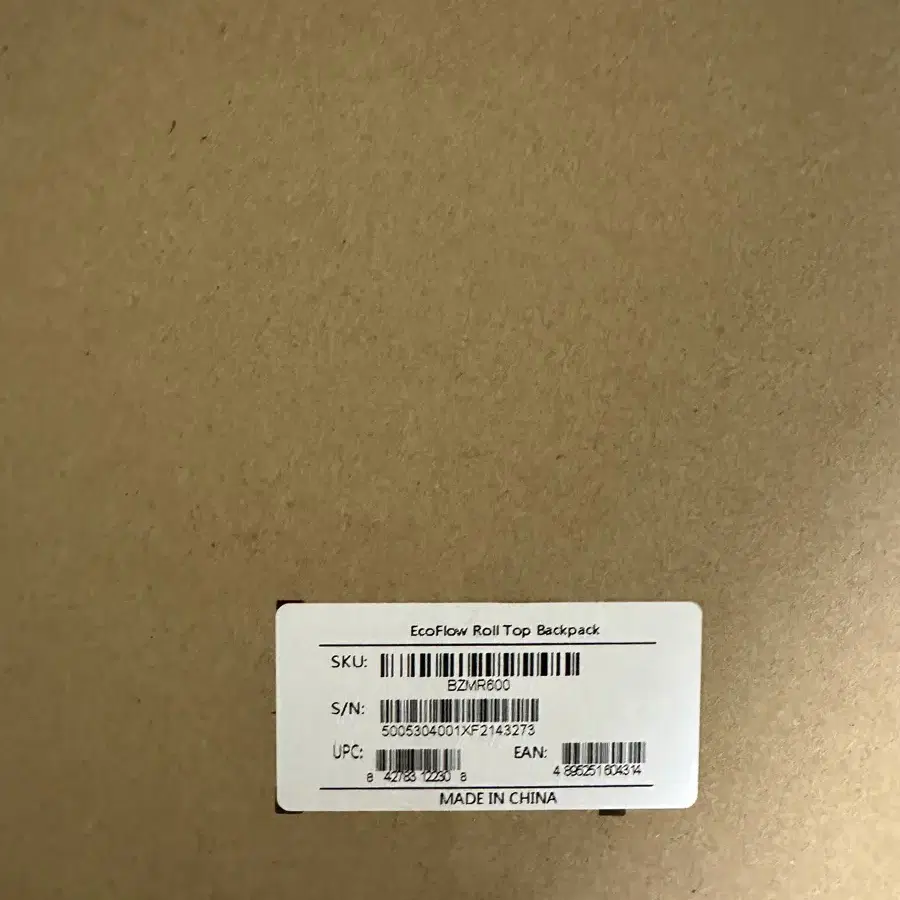 EcoFlow Roll Top Backpack
SKU:
BZMR600
S/N:
5005304001XF2143273
UPC: EAN:
8 42783 12230 8 4 895251 604314
MADE IN CHINA